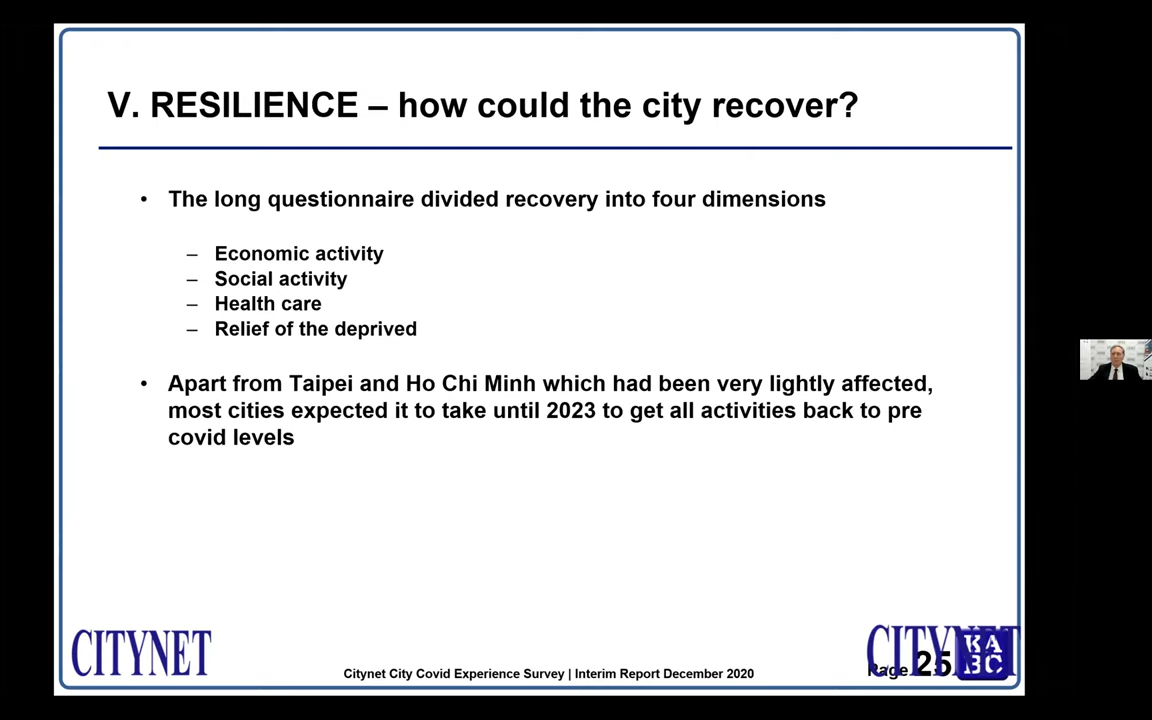 V. RESILIENCE – how could the city recover?
• The long questionnaire divided recovery into four dimensions
– Economic activity
– Social activity
– Health care
– Relief of the deprived
• Apart from Taipei and Ho Chi Minh which had been very lightly affected,
most cities expected it to take until 2023 to get all activities back to pre
covid levels
CITYNET
Citynet City Covid Experience Survey | Interim Report December 2020
CITYNET
Page 25
KA
BC